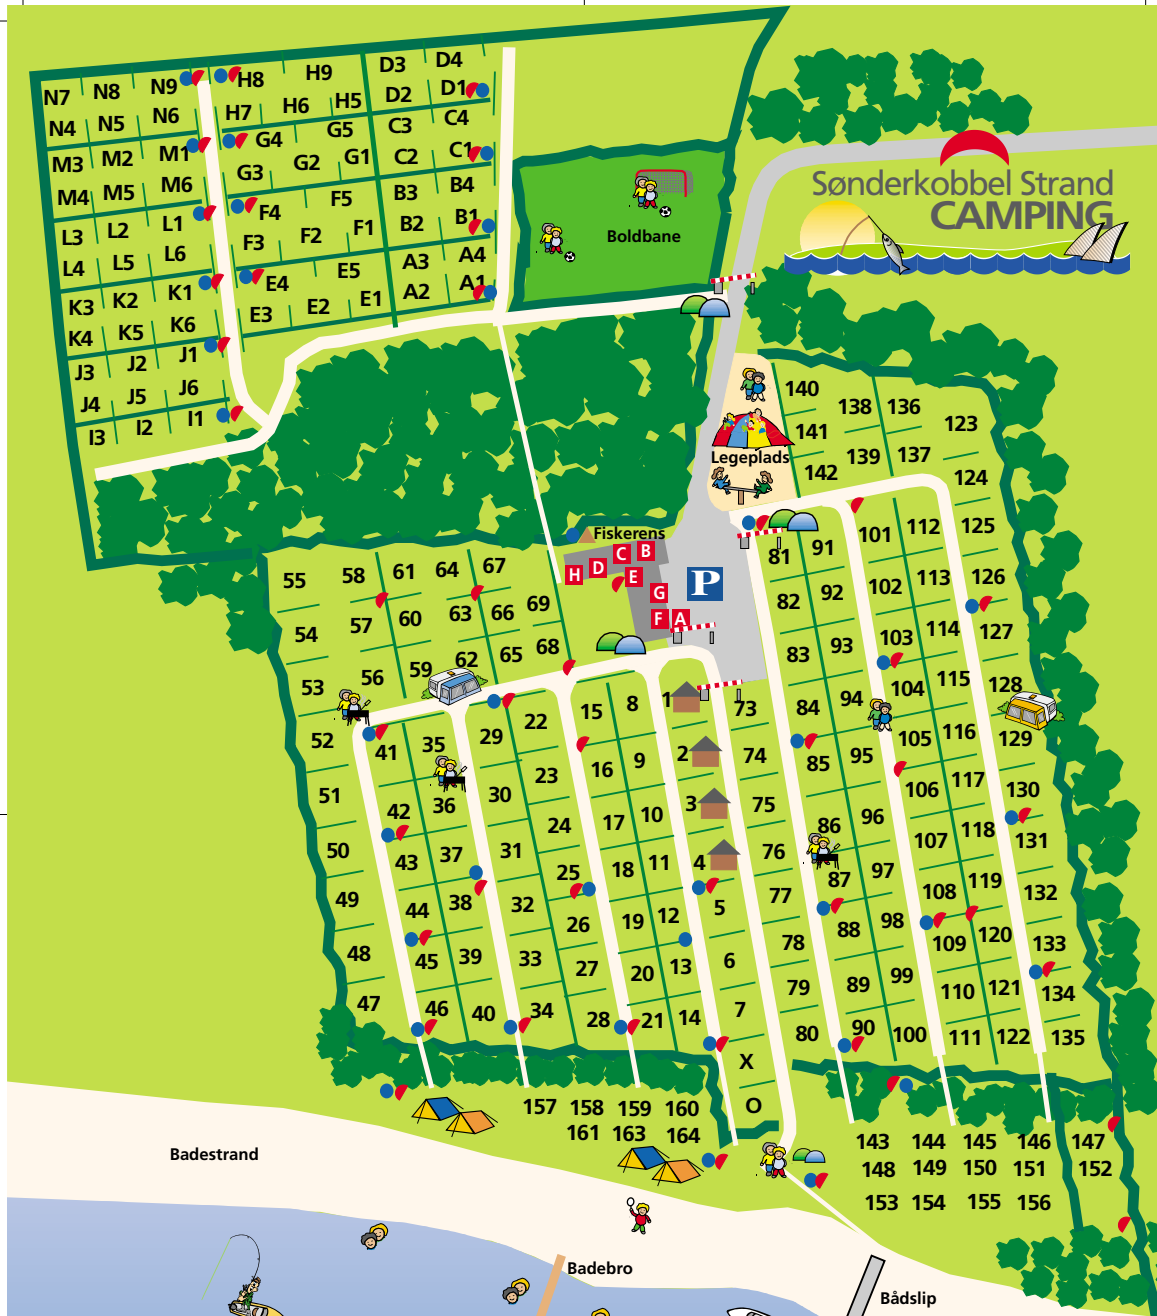 Sønderkobbel Strand
CAMPING
N7 N8 N9 H8 H9 D3 D4
N4 N5 N6 H7 H6 H5 D2 D1
M3 M2 M1 G4 G5 C3 C4
M4 M5 M6 G3 G2 G1 C2 C1
L3 L2 L1 F4 F5 B3 B4
L4 L5 L6 F3 F2 F1 B2 B1
K3 K2 K1 E4 E5 A3 A4
K4 K5 K6 E3 E2 E1 A2 A1
J3 J2 J1
J4 J5 J6
I3 I2 I1
Boldbane
Legeplads
Fiskerens
H D C B
E
G
F A
P
140 138 136 123
141 139 137 124
142
101 112 125
81 91
102 113 126
82 92
103 114 127
83 93
104 115 128
84 94
105 116 129
85 95
106 117 130
86 96
107 118 131
87 97
108 119 132
88 98
109 120 133
89 99
110 121 134
90 100
111 122 135
55 58 61 64 67
54 57 60 63 66 69
53 56 59 62 65 68
52 41 35 29 22 15 8 1 73
51 42 36 30 23 16 9 2 74
50 43 37 31 24 17 10 3 75
49 44 38 32 25 18 11 4 76
48 45 39 33 26 19 12 5 77
47 46 40 34 27 20 13 6 78
28 21 14 7 79
X 80
O
157 158 159 160
161 163 164
143 144 145 146 147
148 149 150 151 152
153 154 155 156
Badestrand
Badebro
Bådslip